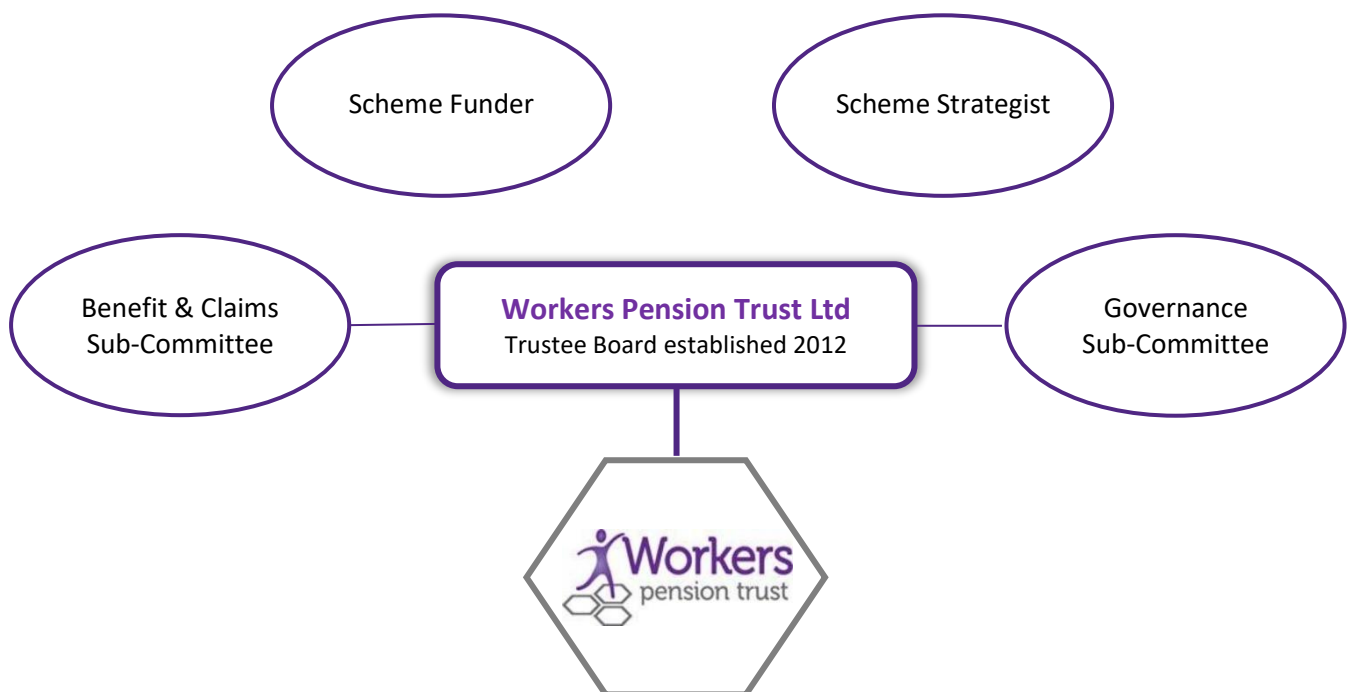 Scheme Funder
Scheme Strategist
Benefit & Claims
Sub-Committee
Workers Pension Trust Ltd
Trustee Board established 2012
Governance
Sub-Committee
Workers
pension trust